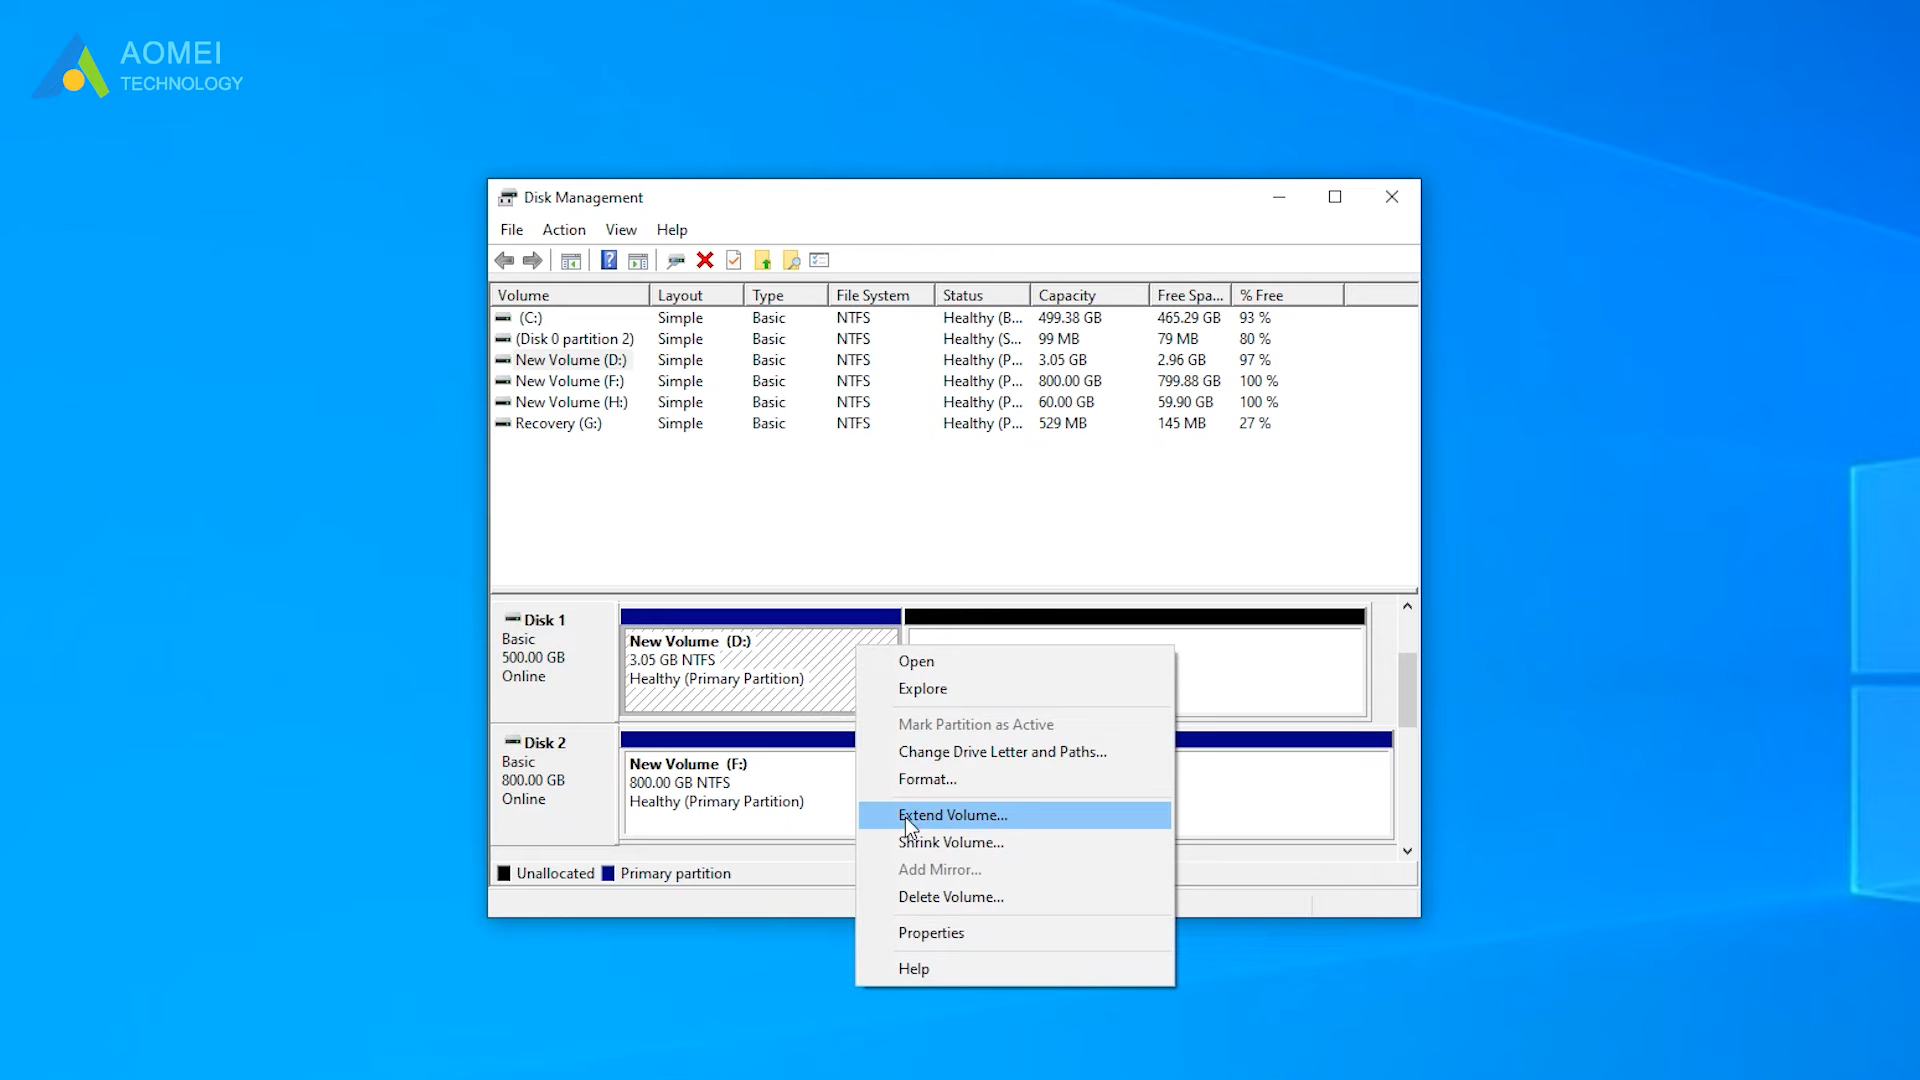 AOMEI
TECHNOLOGY
Disk Management
File Action View Help
Volume Layout Type File System Status Capacity Free Spa... % Free
(C:) Simple Basic NTFS Healthy (B... 499.38 GB 465.29 GB 93 %
(Disk 0 partition 2) Simple Basic NTFS Healthy (S... 99 MB 79 MB 80 %
New Volume (D:) Simple Basic NTFS Healthy (P... 3.05 GB 2.96 GB 97 %
New Volume (F:) Simple Basic NTFS Healthy (P... 800.00 GB 799.88 GB 100 %
New Volume (H:) Simple Basic NTFS Healthy (P... 60.00 GB 59.90 GB 100 %
Recovery (G:) Simple Basic NTFS Healthy (P... 529 MB 145 MB 27 %
Disk 1
Basic
500.00 GB
Online
New Volume (D:)
3.05 GB NTFS
Healthy (Primary Partition)
Disk 2
Basic
800.00 GB
Online
New Volume (F:)
800.00 GB NTFS
Healthy (Primary Partition)
Unallocated Primary partition
Open
Explore
Mark Partition as Active
Change Drive Letter and Paths...
Format...
Extend Volume...
Shrink Volume...
Add Mirror...
Delete Volume...
Properties
Help